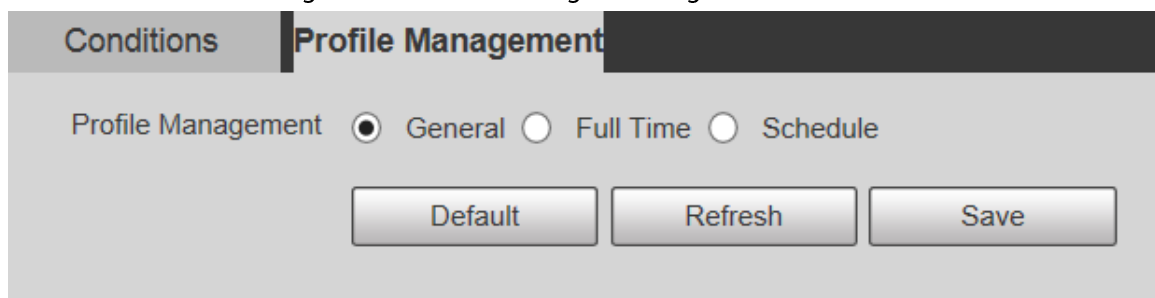 Conditions Profile Management
Profile Management General Full Time Schedule
Default Refresh Save